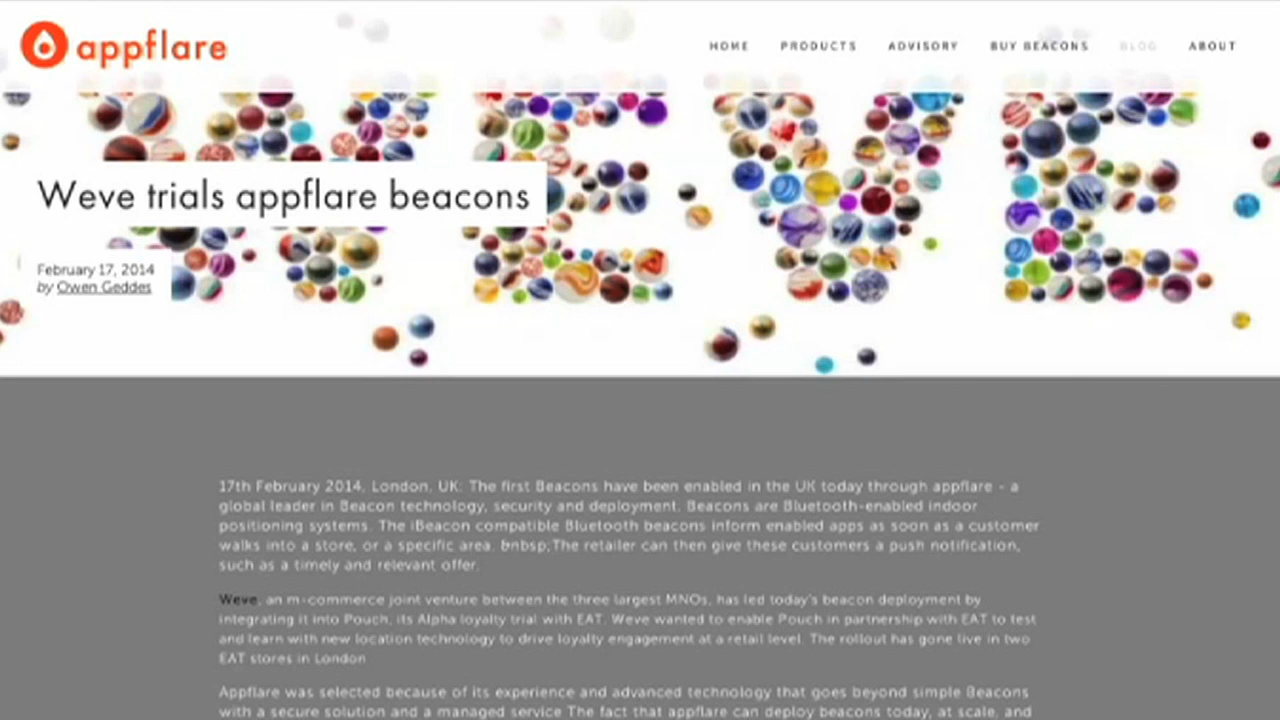 appflare
HOME PRODUCTS ADVISORY BUY BEACONS BLOG ABOUT
WEVE
Weve trials appflare beacons
February 17, 2014
by Owen Geddes
17th February 2014, London, UK: The first Beacons have been enabled in the UK today through appflare - a
global leader in Beacon technology, security and deployment. Beacons are Bluetooth-enabled indoor
positioning systems. The iBeacon compatible Bluetooth beacons inform enabled apps as soon as a customer
walks into a store, or a specific area. &nbsp;The retailer can then give these customers a push notification,
such as a timely and relevant offer.
Weve, an m-commerce joint venture between the three largest MNOs, has led today's beacon deployment by
integrating it into Pouch, its Alpha loyalty trial with EAT. Weve wanted to enable Pouch in partnership with EAT to test
and learn with new location technology to drive loyalty engagement at a retail level. The rollout has gone live in two
EAT stores in London
Appflare was selected because of its experience and advanced technology that goes beyond simple Beacons
with a secure solution and a managed service The fact that appflare can deploy beacons today, at scale, and